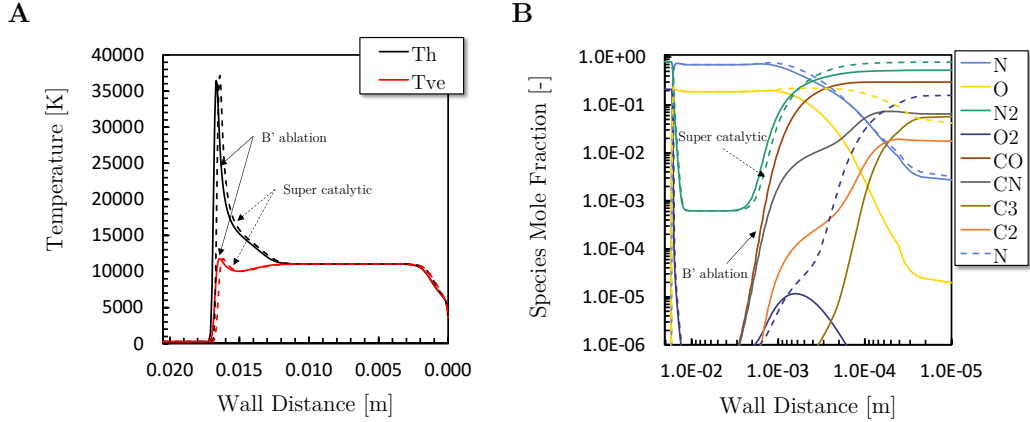 A
Th
Tve
40000
35000
30000
25000
20000
15000
10000
5000
0
Temperature [K]
B' ablation
Super catalytic
0.020
0.015
0.010
0.005
0.000
Wall Distance [m]
B
1.0E+00
1.0E-01
1.0E-02
1.0E-03
1.0E-04
1.0E-05
1.0E-06
Species Mole Fraction [-]
Super catalytic
B' ablation
1.0E-02
1.0E-03
1.0E-04
1.0E-05
Wall Distance [m]
N
O
N2
O2
CO
CN
C3
C2
N